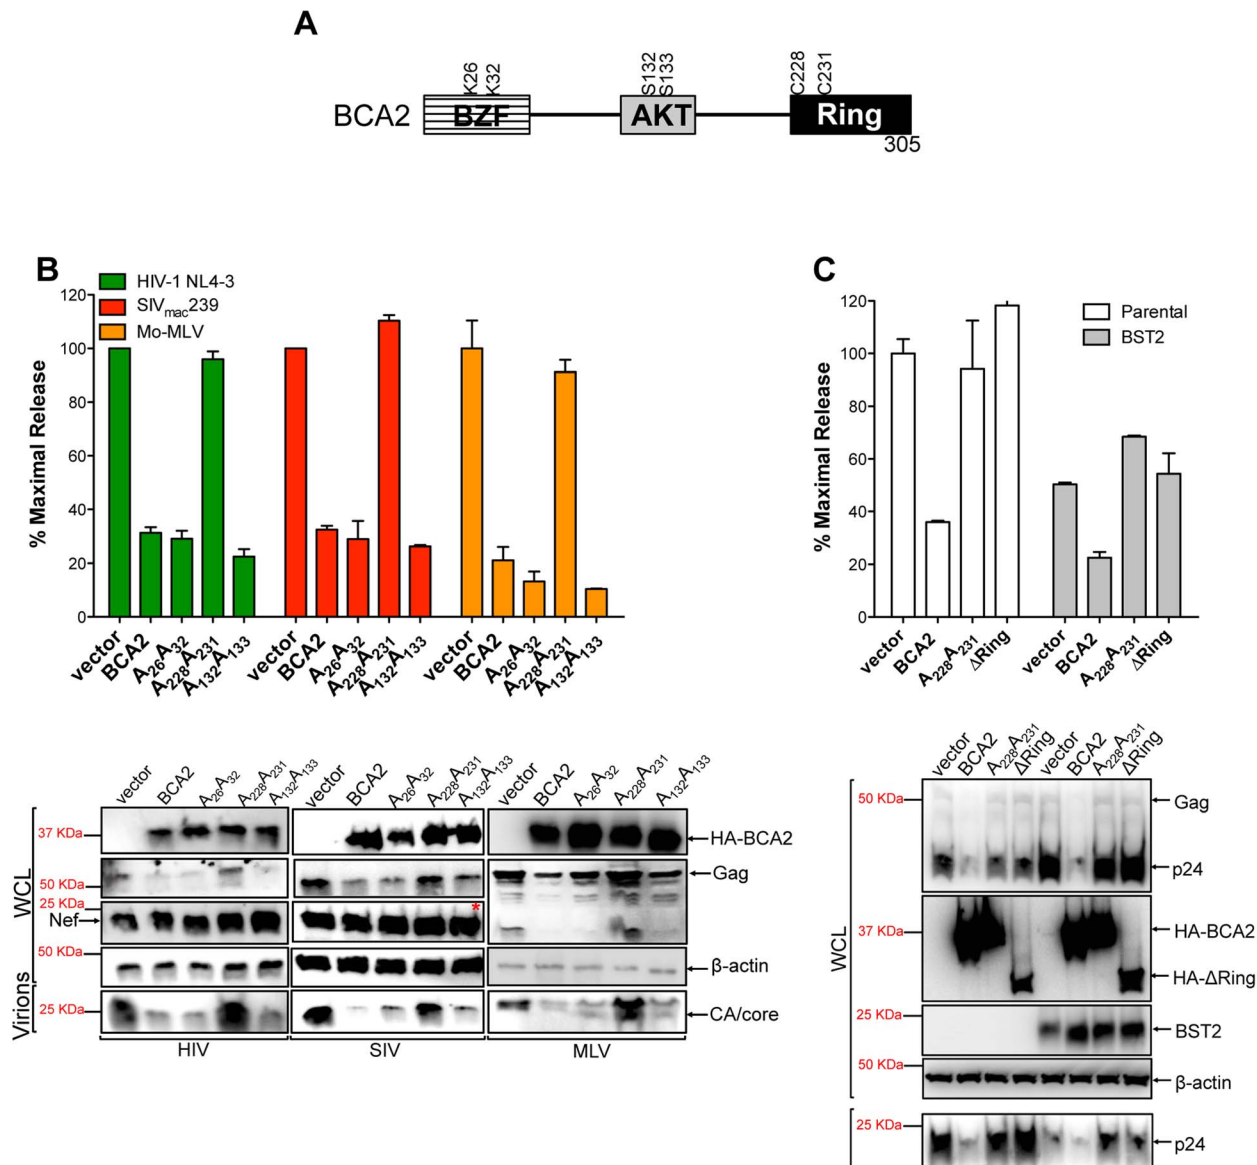 A
K26 K32 S132 S133 C228 C231
BCA2 BZF AKT Ring
305
B
HIV-1 NL4-3
SIVmac239
Mo-MLV
% Maximal Release
120
100
80
60
40
20
0
vector BCA2 A26A32 A228A231 A132A133 vector BCA2 A26A32 A228A231 A132A133 vector BCA2 A26A32 A228A231 A132A133
vector BCA2 A26A32 A228A231 A132A133 vector BCA2 A26A32 A228A231 A132A133 vector BCA2 A26A32 A228A231 A132A133
WCL
37 KDa HA-BCA2
50 KDa Gag
25 KDa
Nef *
50 KDa β-actin
Virions
25 KDa CA/core
HIV SIV MLV
C
Parental
BST2
% Maximal Release
120
100
80
60
40
20
0
vector BCA2 A228A231 ΔRing vector BCA2 A228A231 ΔRing
vector BCA2 A228A231 ΔRing vector BCA2 A228A231 ΔRing
WCL
50 KDa Gag
p24
37 KDa HA-BCA2
HA-ΔRing
25 KDa BST2
50 KDa β-actin
25 KDa p24